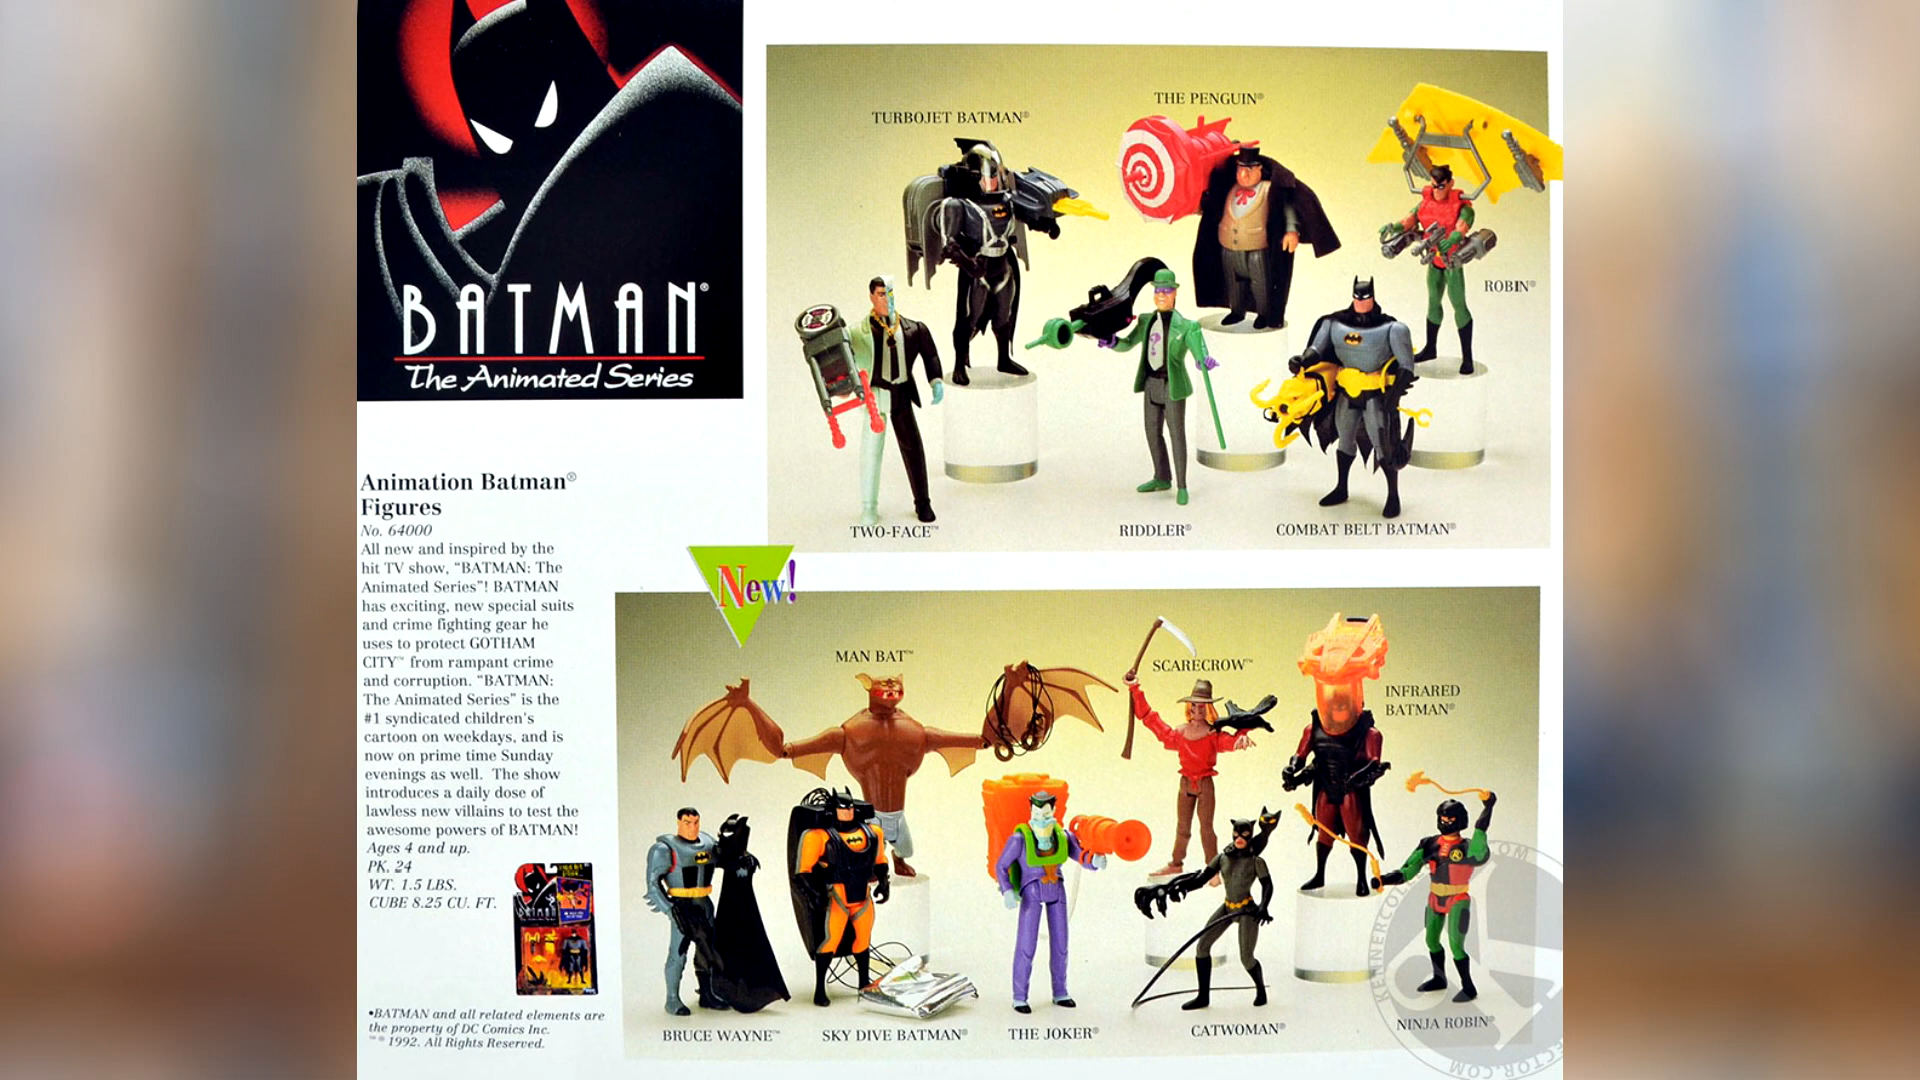 BATMAN®
The Animated Series
Animation Batman®
Figures
No. 64000
All new and inspired by the
hit TV show, “BATMAN: The
Animated Series”! BATMAN
has exciting, new special suits
and crime fighting gear he
uses to protect GOTHAM
CITY™ from rampant crime
and corruption. “BATMAN:
The Animated Series” is the
#1 syndicated children's
cartoon on weekdays, and is
now on prime time Sunday
evenings as well. The show
introduces a daily dose of
lawless new villains to test the
awesome powers of BATMAN!
Ages 4 and up.
PK. 24
WT. 1.5 LBS.
CUBE 8.25 CU. FT.
BATMAN
•BATMAN and all related elements are
the property of DC Comics Inc.
™ ® 1992. All Rights Reserved.
TURBOJET BATMAN®
THE PENGUIN®
ROBIN®
TWO-FACE™
RIDDLER®
COMBAT BELT BATMAN®
New!
MAN BAT™
SCARECROW™
INFRARED
BATMAN®
BRUCE WAYNE™
SKY DIVE BATMAN®
THE JOKER®
CATWOMAN®
NINJA ROBIN®